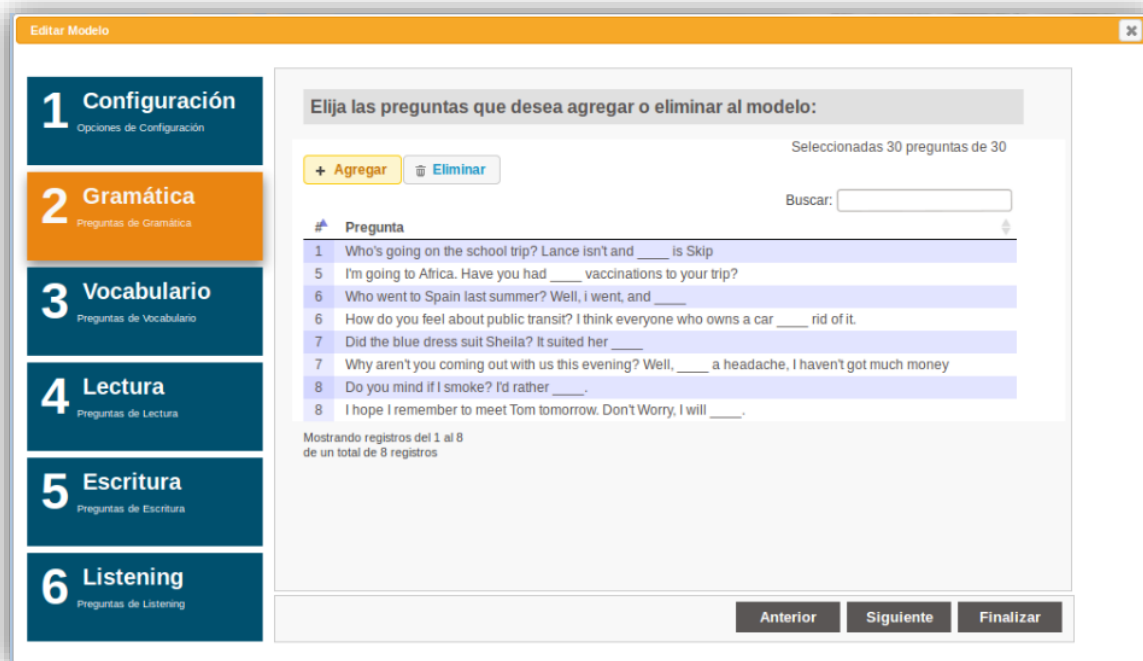 Editar Modelo
1 Configuración
Opciones de Configuración
2 Gramática
Preguntas de Gramática
3 Vocabulario
Preguntas de Vocabulario
4 Lectura
Preguntas de Lectura
5 Escritura
Preguntas de Escritura
6 Listening
Preguntas de Listening
Elija las preguntas que desea agregar o eliminar al modelo:
Seleccionadas 30 preguntas de 30
+ Agregar Eliminar
Buscar:
# Pregunta
1 Who's going on the school trip? Lance isn't and ____ is Skip
5 I'm going to Africa. Have you had ____ vaccinations to your trip?
6 Who went to Spain last summer? Well, i went, and ____
6 How do you feel about public transit? I think everyone who owns a car ____ rid of it.
7 Did the blue dress suit Sheila? It suited her ____
7 Why aren't you coming out with us this evening? Well, ____ a headache, I haven't got much money
8 Do you mind if I smoke? I'd rather ____.
8 I hope I remember to meet Tom tomorrow. Don't Worry, I will ____.
Mostrando registros del 1 al 8
de un total de 8 registros
Anterior Siguiente Finalizar